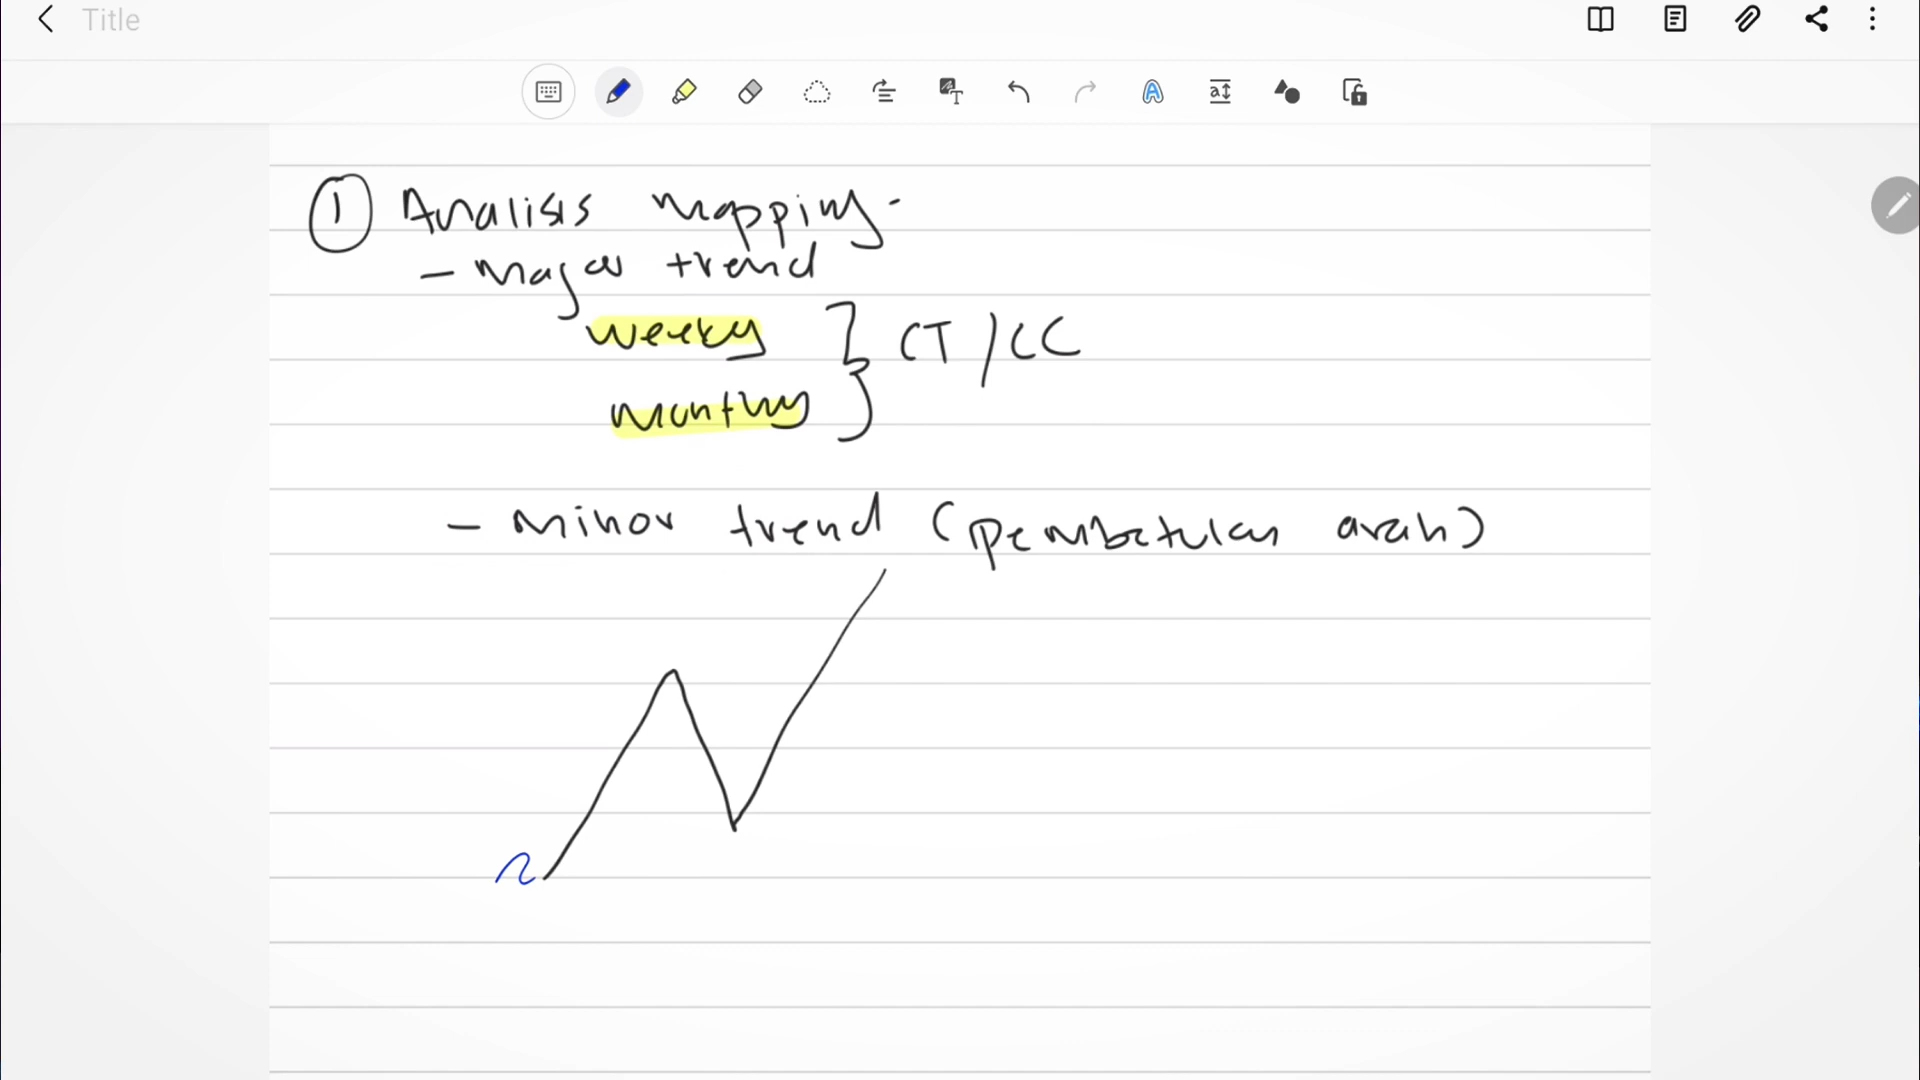 Title
① Analisis mapping.
- Major trend
weekly } CT/CC
monthly
- Minor trend (pembetulan arah)